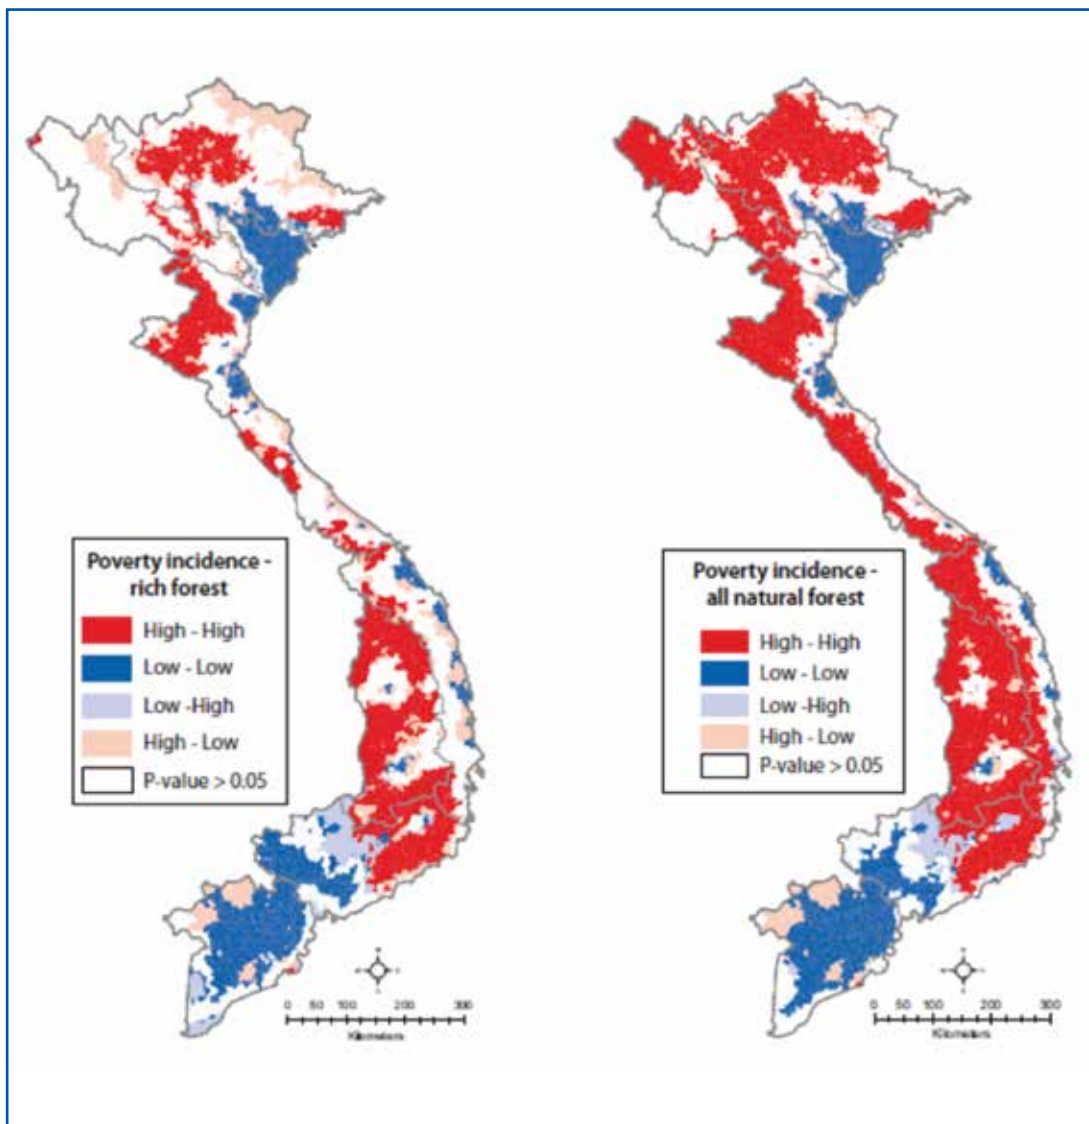 Poverty incidence -
rich forest
High - High
Low - Low
Low -High
High - Low
P-value > 0.05
0 50 100 200 300
Kilometers
Poverty incidence -
all natural forest
High - High
Low - Low
Low -High
High - Low
P-value > 0.05
0 50 100 200 300
Kilometers